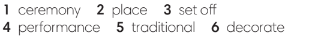 1 ceremony 2 place 3 set off
4 performance 5 traditional 6 decorate